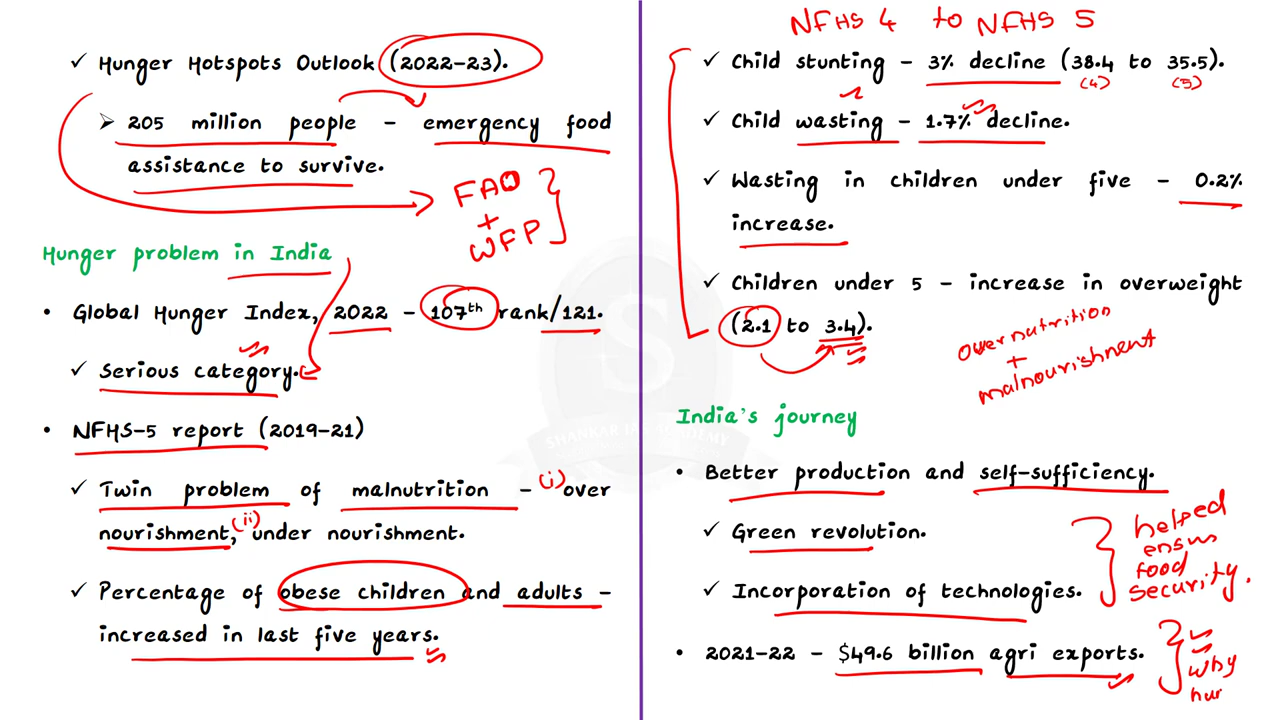 ✓ Hunger Hotspots Outlook (2022-23).
➢ 205 million people - emergency food
assistance to survive.
FAO
+
WFP
Hunger problem in India
• Global Hunger Index, 2022 - 107th rank/121.
✓ Serious category.
• NFHS-5 report (2019-21)
✓ Twin problem of malnutrition - (i) over
nourishment, (ii) under nourishment.
✓ Percentage of obese children and adults -
increased in last five years.
NFHS 4 to NFHS 5
✓ Child stunting - 3% decline (38.4 to 35.5).
(4) (5)
✓ Child wasting - 1.7% decline.
✓ Wasting in children under five - 0.2%
increase.
✓ Children under 5 - increase in overweight
(2.1 to 3.4).
overnutrition
+
malnourishment
India's journey
• Better production and self-sufficiency.
✓ Green revolution.
✓ Incorporation of technologies.
helped
food
security.
• 2021-22 - $49.6 billion agri exports.
why
hun
SHANKAR IAS ACADEMY